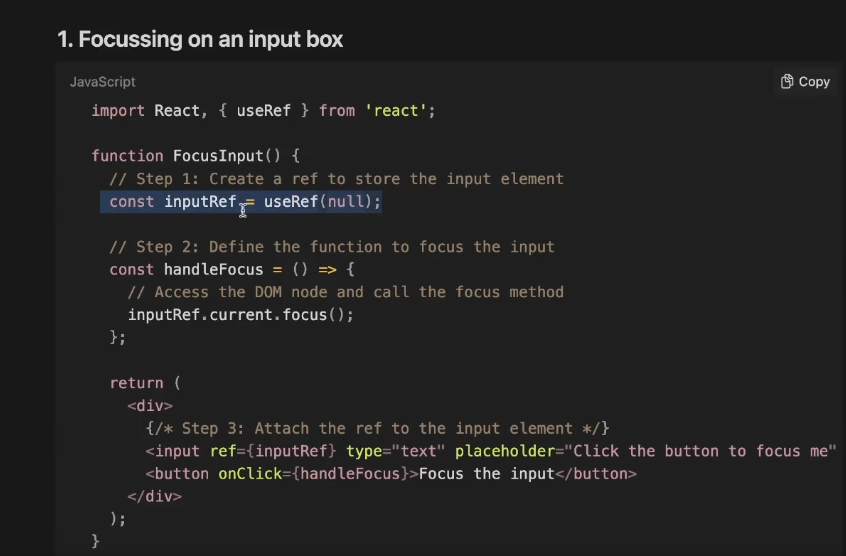 1. Focussing on an input box
JavaScript
Copy
import React, { useRef } from 'react';
function FocusInput() {
// Step 1: Create a ref to store the input element
const inputRef = useRef(null);
// Step 2: Define the function to focus the input
const handleFocus = () => {
// Access the DOM node and call the focus method
inputRef.current.focus();
};
return (
<div>
{/* Step 3: Attach the ref to the input element */}
<input ref={inputRef} type="text" placeholder="Click the button to focus me"
<button onClick={handleFocus}>Focus the input</button>
</div>
);
}